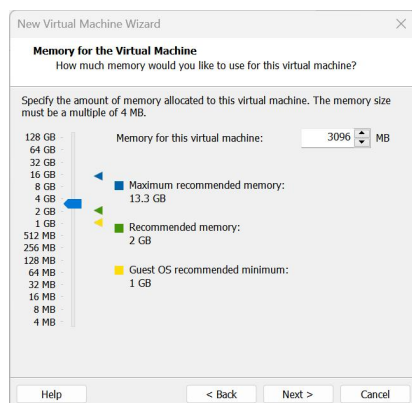 New Virtual Machine Wizard
Memory for the Virtual Machine
How much memory would you like to use for this virtual machine?
Specify the amount of memory allocated to this virtual machine. The memory size
must be a multiple of 4 MB.
128 GB
64 GB
32 GB
16 GB
8 GB
4 GB
2 GB
1 GB
512 MB
256 MB
128 MB
64 MB
32 MB
16 MB
8 MB
4 MB
Memory for this virtual machine: 3096 MB
Maximum recommended memory:
13.3 GB
Recommended memory:
2 GB
Guest OS recommended minimum:
1 GB
Help < Back Next > Cancel